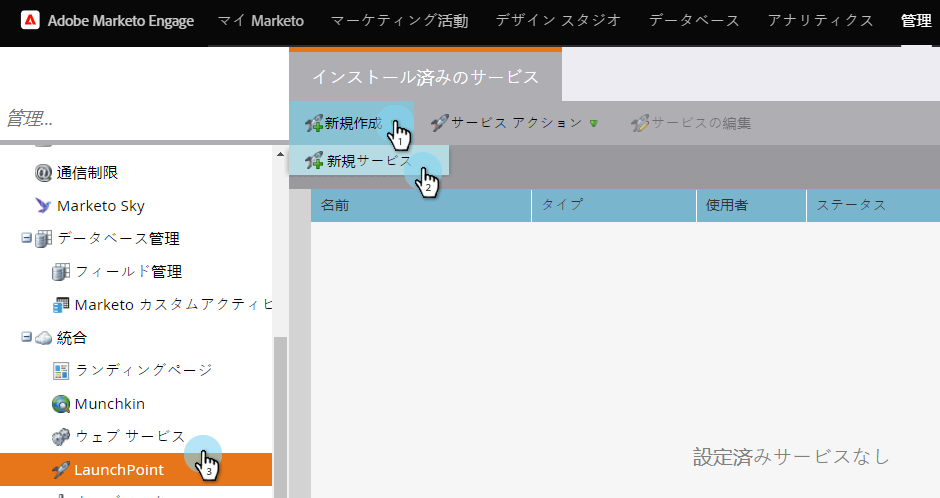 Adobe Marketo Engage マイ Marketo マーケティング活動 デザイン スタジオ データベース アナリティクス 管理
インストール済みのサービス
管理...
新規作成 サービス アクション サービスの編集
1
新規サービス
2
名前 タイプ 使用者 ステータス
通信制限
Marketo Sky
データベース管理
フィールド管理
Marketo カスタムアクティビ
統合
ランディングページ
Munchkin
ウェブ サービス
LaunchPoint
3
設定済みサービスなし